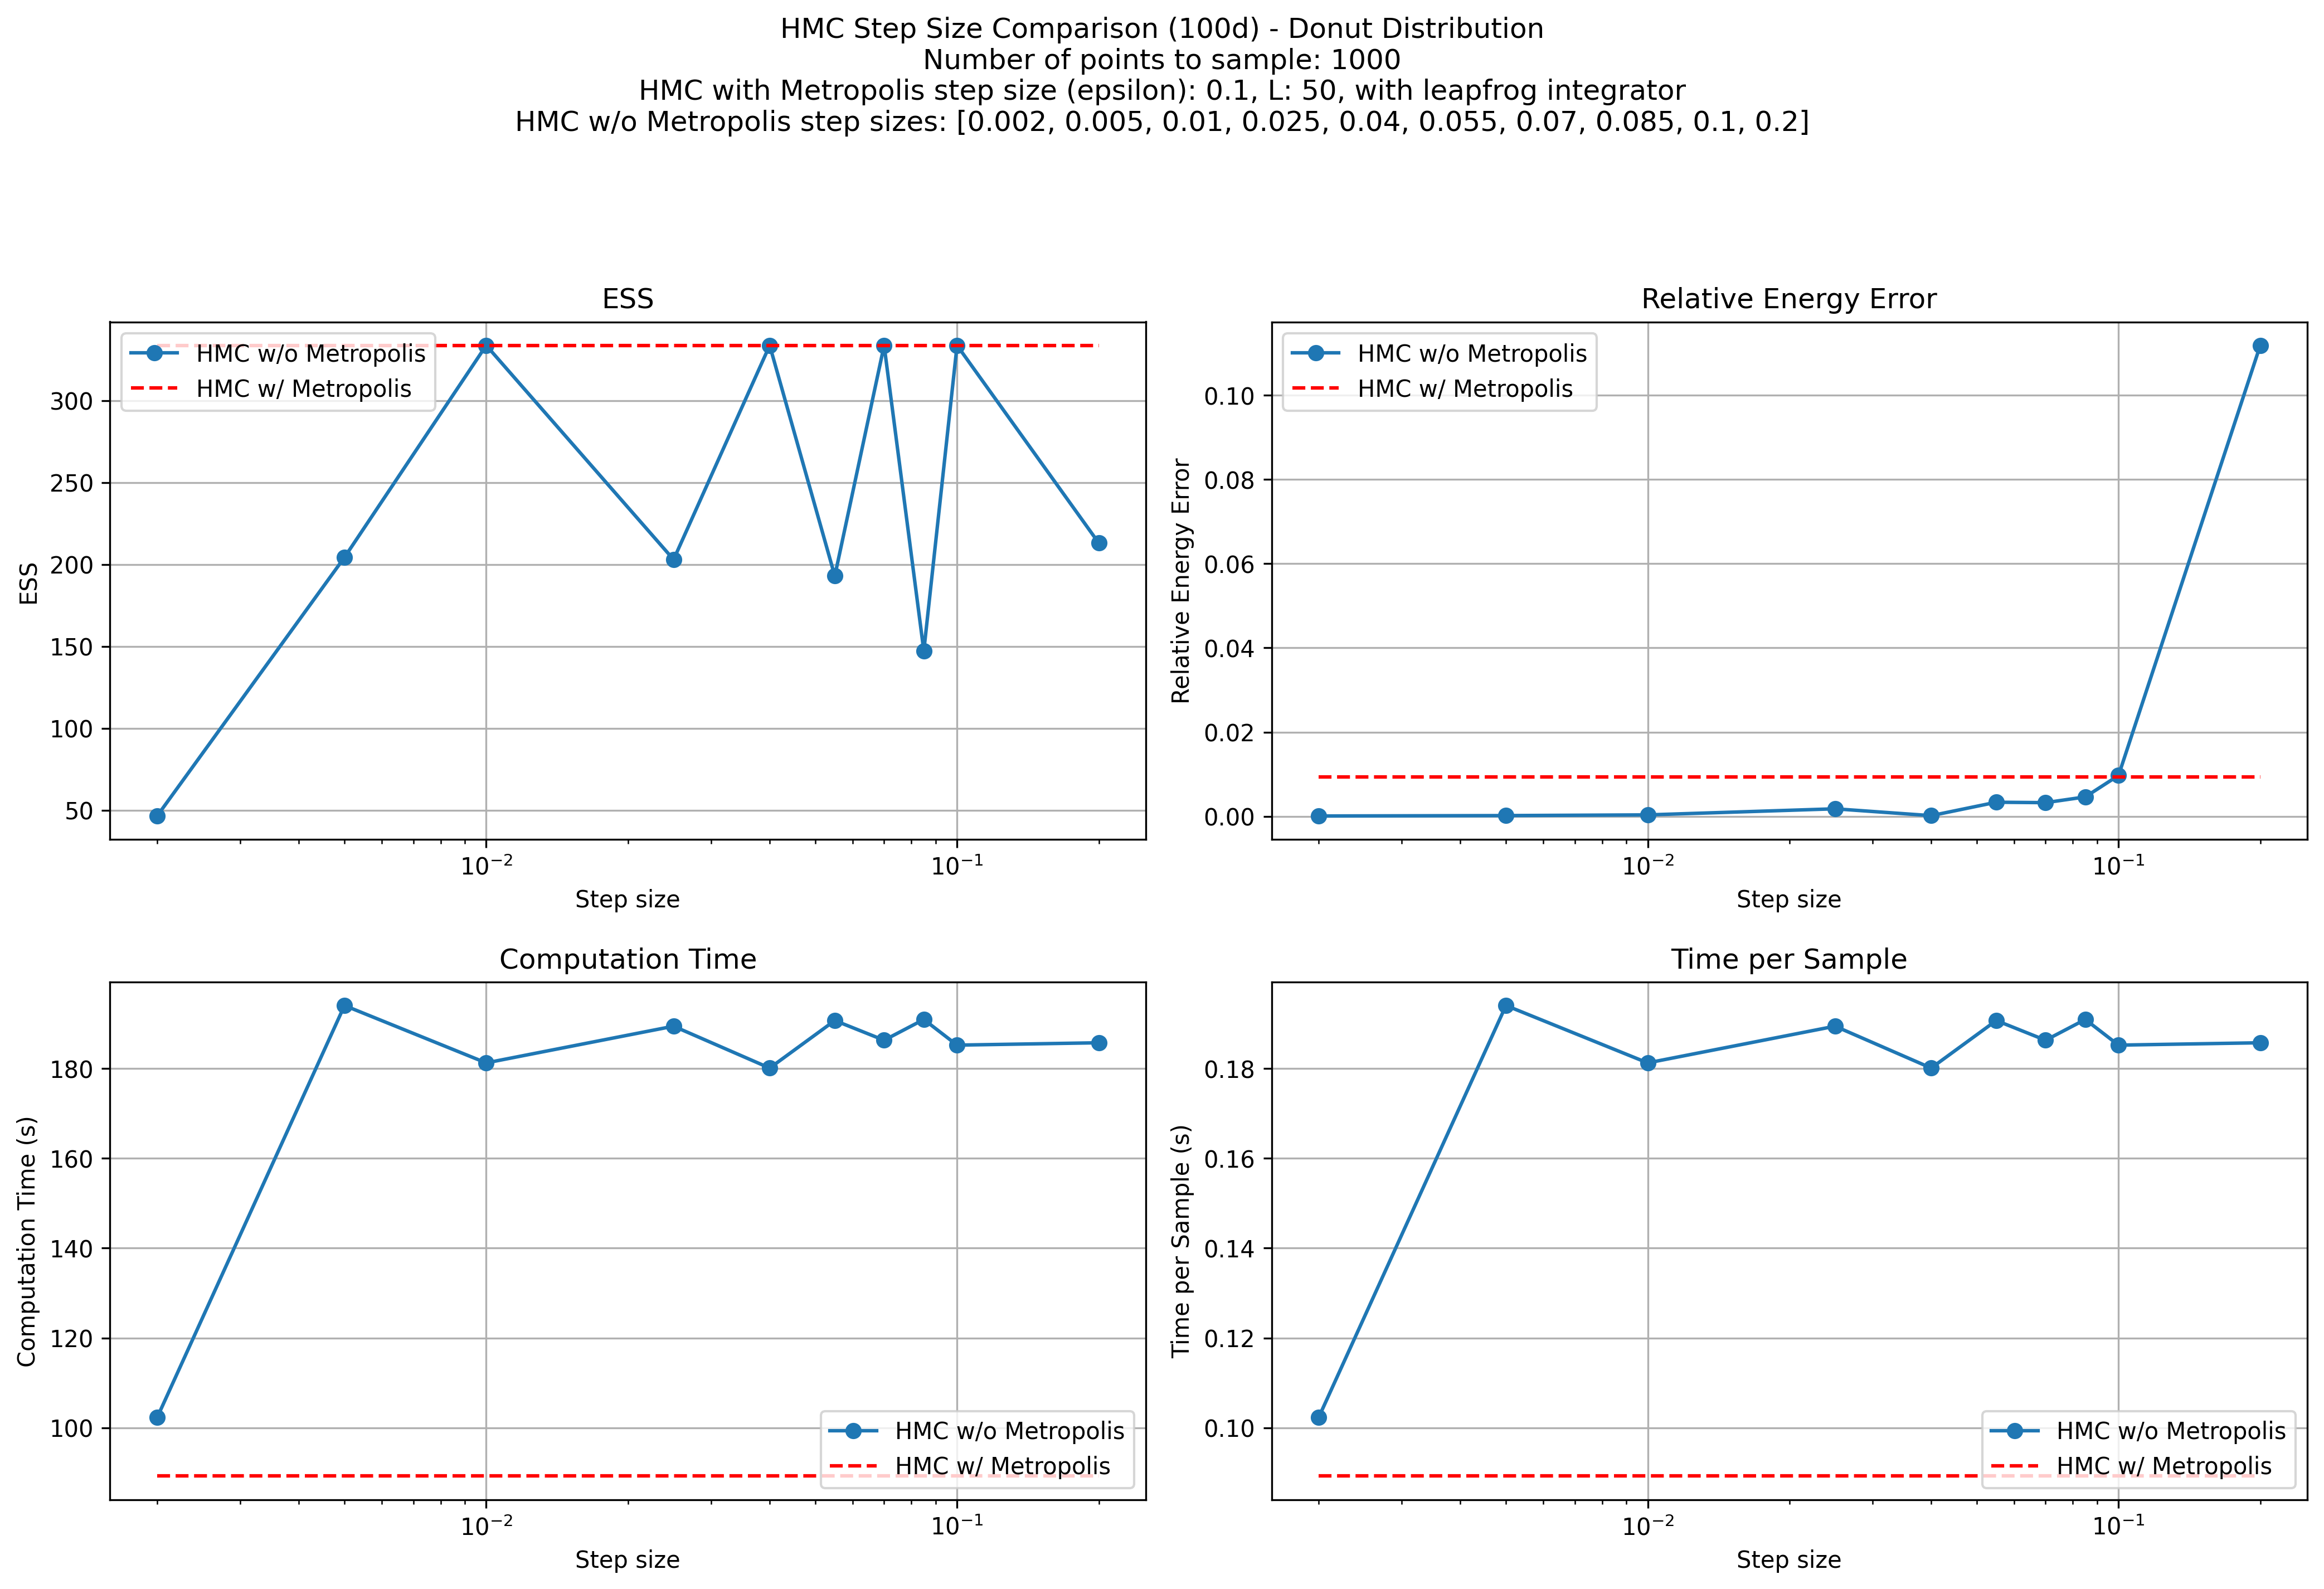 HMC Step Size Comparison (100d) - Donut Distribution
Number of points to sample: 1000
HMC with Metropolis step size (epsilon): 0.1, L: 50, with leapfrog integrator
HMC w/o Metropolis step sizes: [0.002, 0.005, 0.01, 0.025, 0.04, 0.055, 0.07, 0.085, 0.1, 0.2]
ESS
HMC w/o Metropolis
HMC w/ Metropolis
ESS
300
250
200
150
100
50
10⁻²
10⁻¹
Step size
Relative Energy Error
HMC w/o Metropolis
HMC w/ Metropolis
Relative Energy Error
0.10
0.08
0.06
0.04
0.02
0.00
10⁻²
10⁻¹
Step size
Computation Time
Computation Time (s)
180
160
140
120
100
HMC w/o Metropolis
HMC w/ Metropolis
10⁻²
10⁻¹
Step size
Time per Sample
Time per Sample (s)
0.18
0.16
0.14
0.12
0.10
HMC w/o Metropolis
HMC w/ Metropolis
10⁻²
10⁻¹
Step size